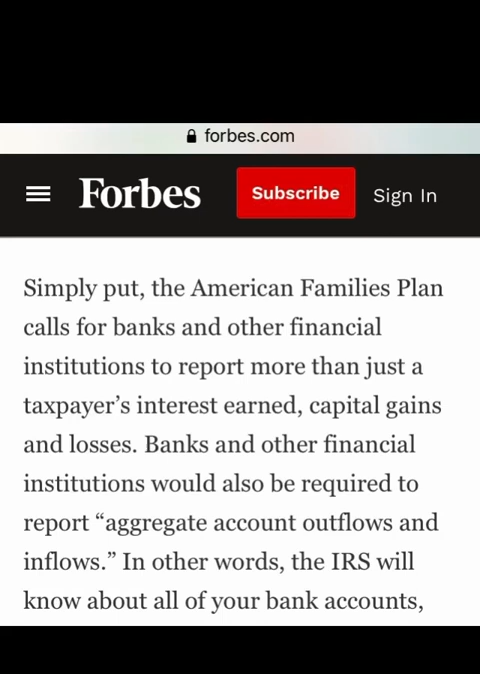 forbes.com
Forbes Subscribe Sign In
Simply put, the American Families Plan
calls for banks and other financial
institutions to report more than just a
taxpayer’s interest earned, capital gains
and losses. Banks and other financial
institutions would also be required to
report “aggregate account outflows and
inflows.” In other words, the IRS will
know about all of your bank accounts,